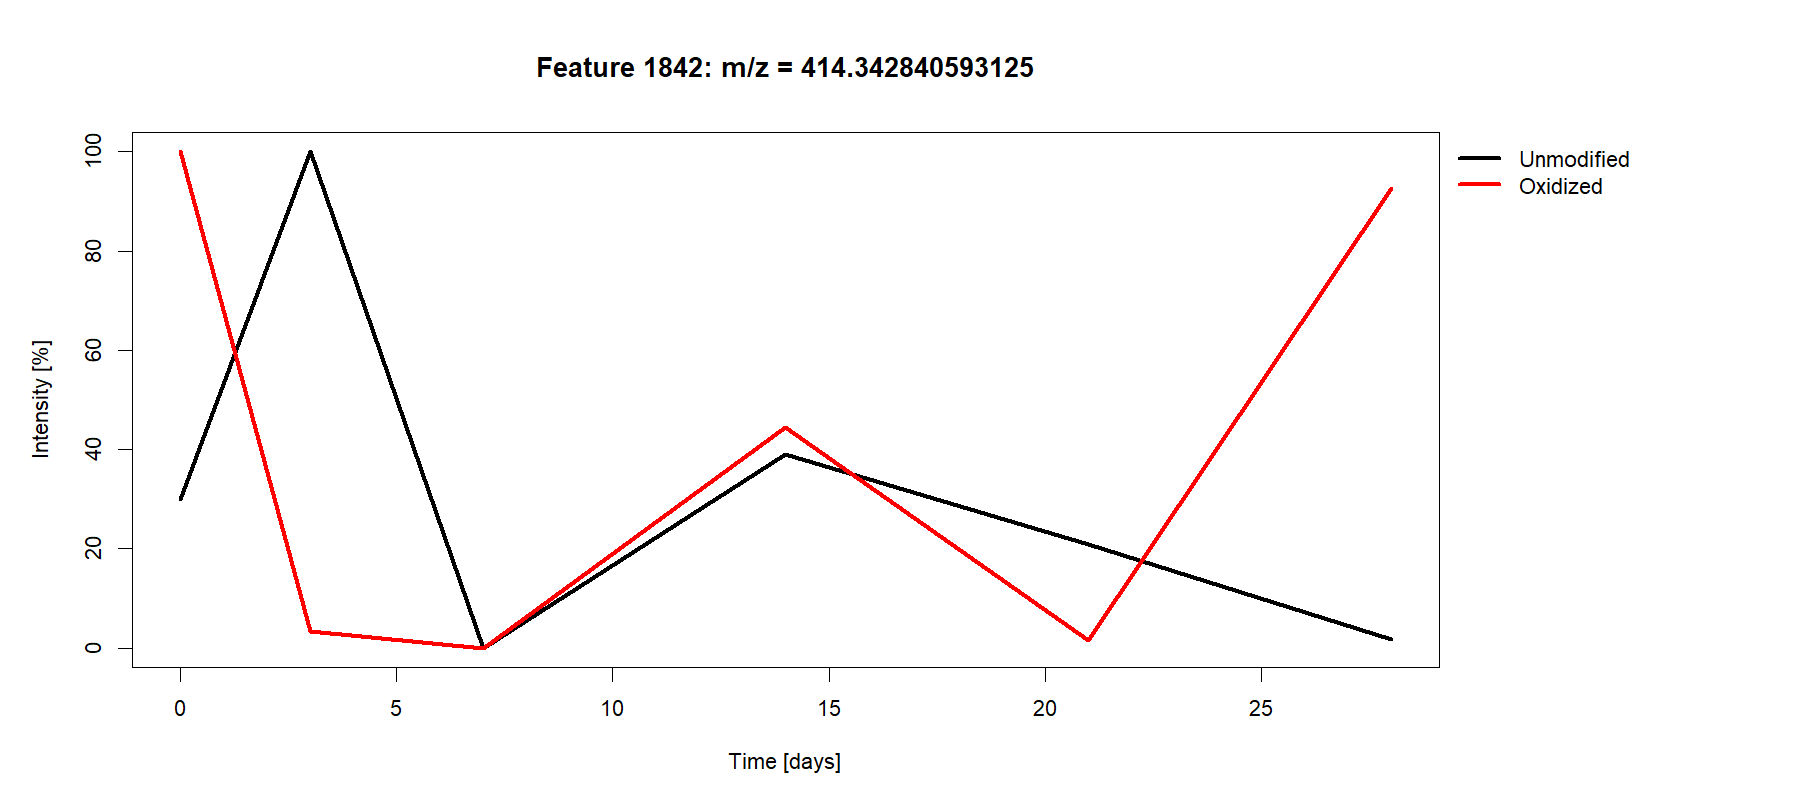 Feature 1842: m/z = 414.342840593125
Unmodified
Oxidized
Intensity [%]
100
80
60
40
20
0
0 5 10 15 20 25
Time [days]